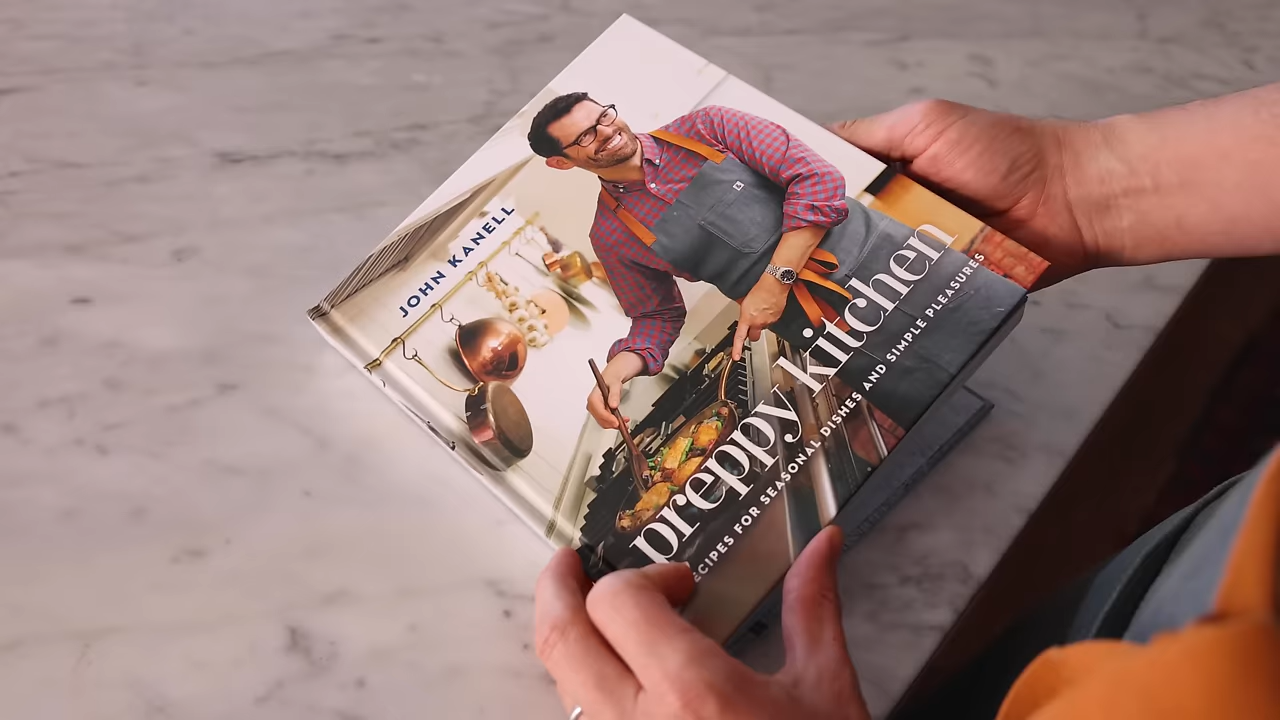 JOHN KANELL
preppy kitchen
ECIPES FOR SEASONAL DISHES AND SIMPLE PLEASURES